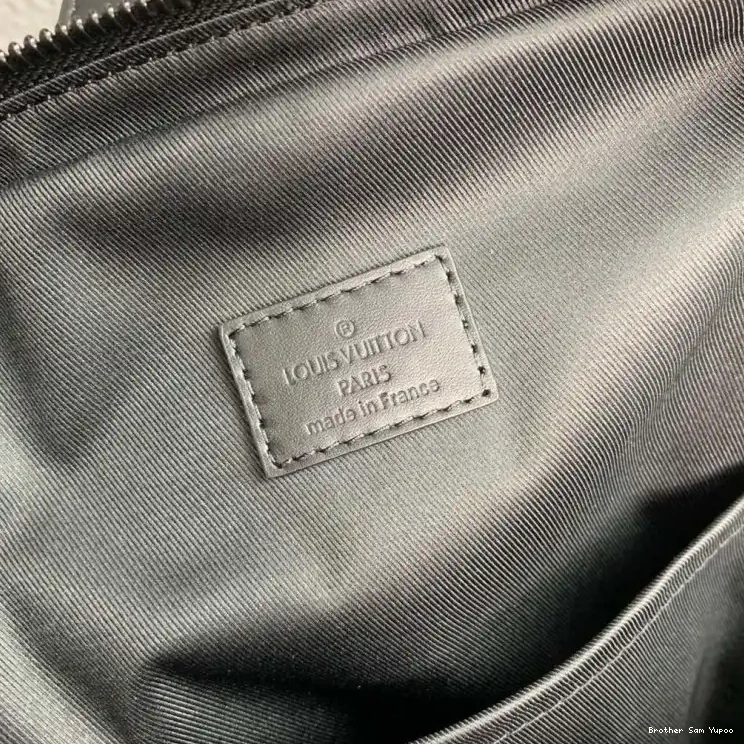 ®
LOUIS VUITTON
PARIS
made in France
Brother Sam Yupoo